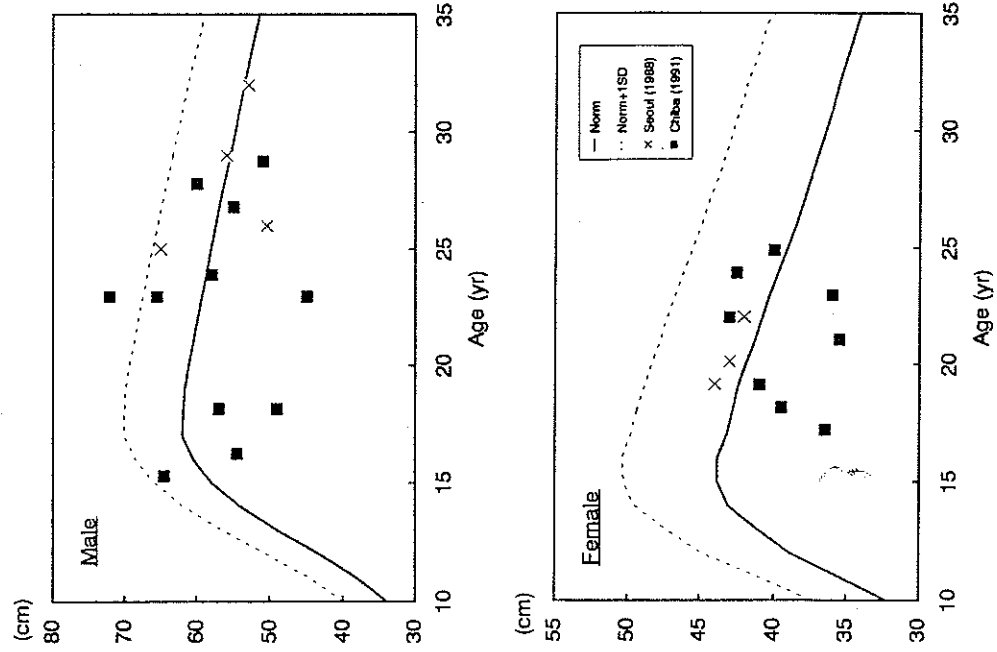 (cm)
Male
80
70
60
50
40
30
10
15
20
25
30
35
Age (yr)
(cm)
Female
— Norm
- - - Norm+1SD
× Seoul (1988)
■ Chiba (1991)
55
50
45
40
35
30
10
15
20
25
30
35
Age (yr)